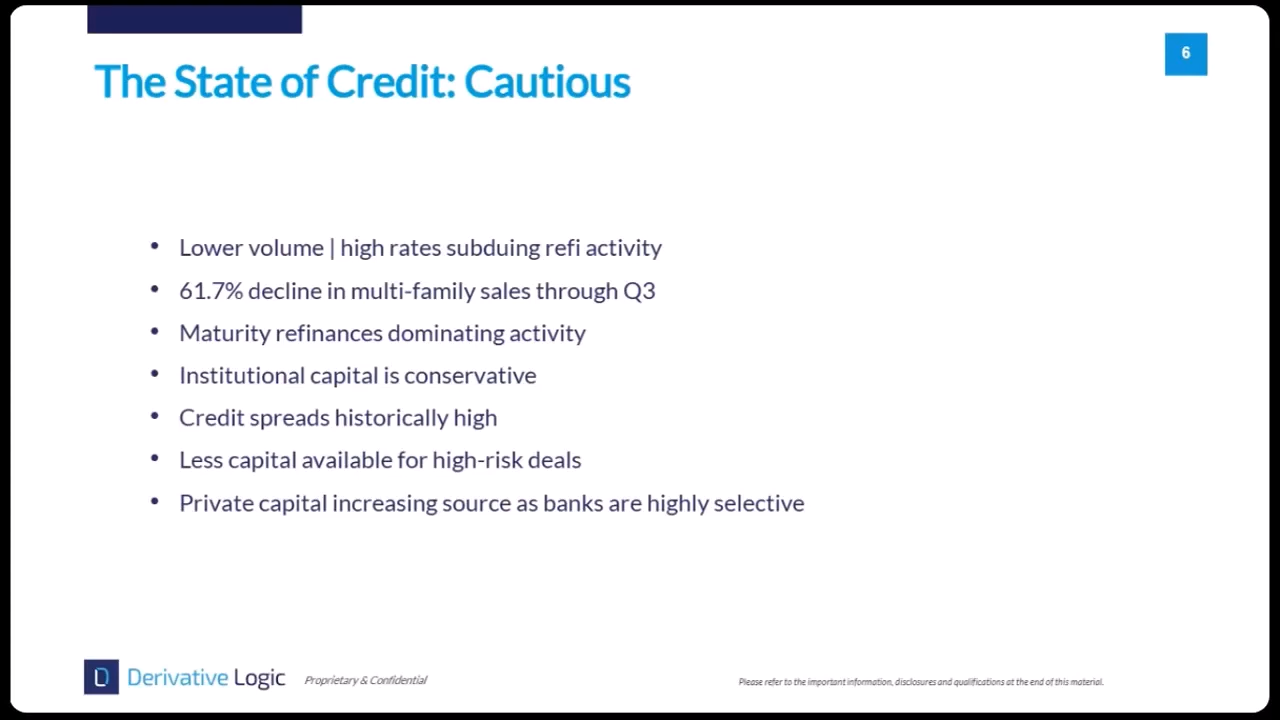 6
The State of Credit: Cautious
• Lower volume | high rates subduing refi activity
• 61.7% decline in multi-family sales through Q3
• Maturity refinances dominating activity
• Institutional capital is conservative
• Credit spreads historically high
• Less capital available for high-risk deals
• Private capital increasing source as banks are highly selective
D Derivative Logic Proprietary & Confidential
Please refer to the important information, disclosures and qualifications at the end of this material.